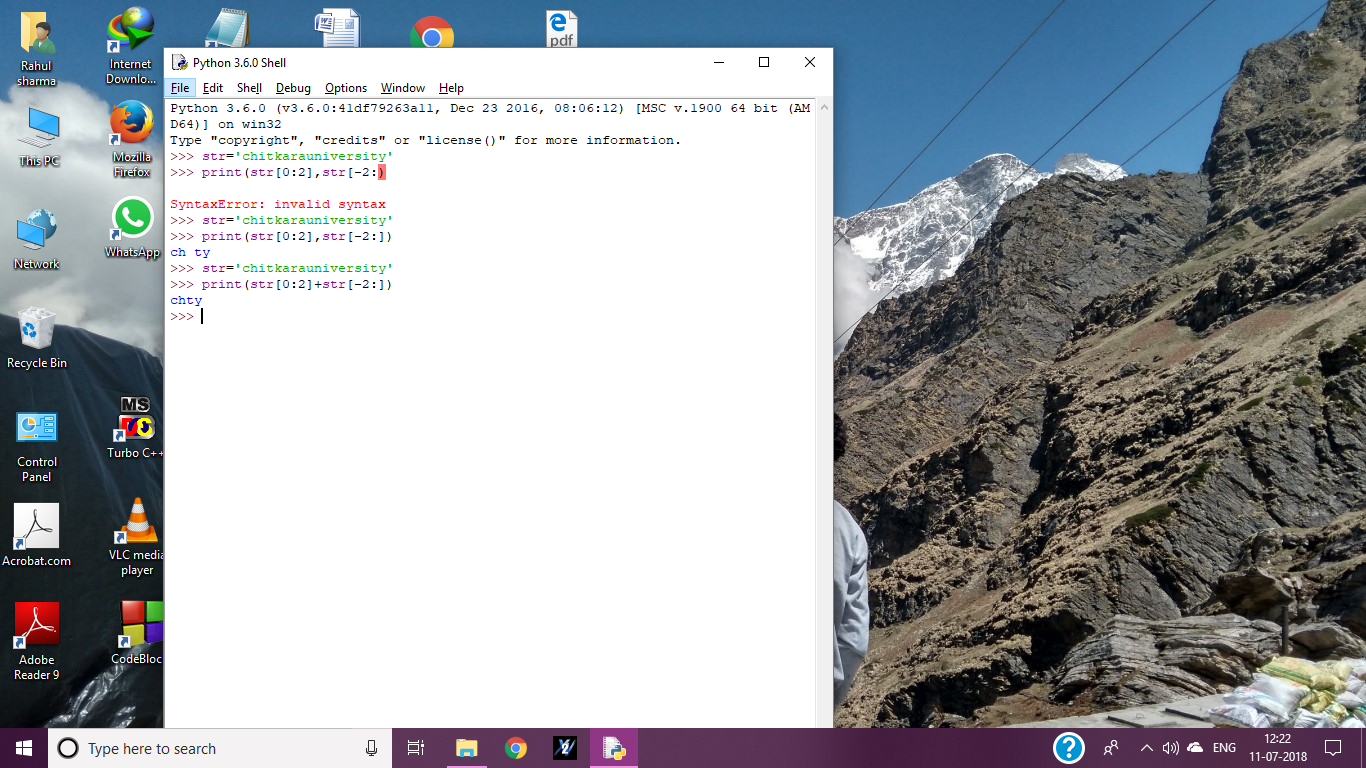 Python 3.6.0 Shell
File Edit Shell Debug Options Window Help
Python 3.6.0 (v3.6.0:41df79263a11, Dec 23 2016, 08:06:12) [MSC v.1900 64 bit (AM
D64)] on win32
Type "copyright", "credits" or "license()" for more information.
>>> str='chitkarauniversity'
>>> print(str[0:2],str[-2:)
SyntaxError: invalid syntax
>>> str='chitkarauniversity'
>>> print(str[0:2],str[-2:])
ch ty
>>> str='chitkarauniversity'
>>> print(str[0:2]+str[-2:])
chty
>>>
Rahul
sharma
Internet
Downlo...
pdf
This PC
Mozilla
Firefox
Network
WhatsApp
Recycle Bin
Control
Panel
MS
Turbo C++
Acrobat.com
VLC media
player
Adobe
Reader 9
CodeBloc
Type here to search
ENG
12:22
11-07-2018